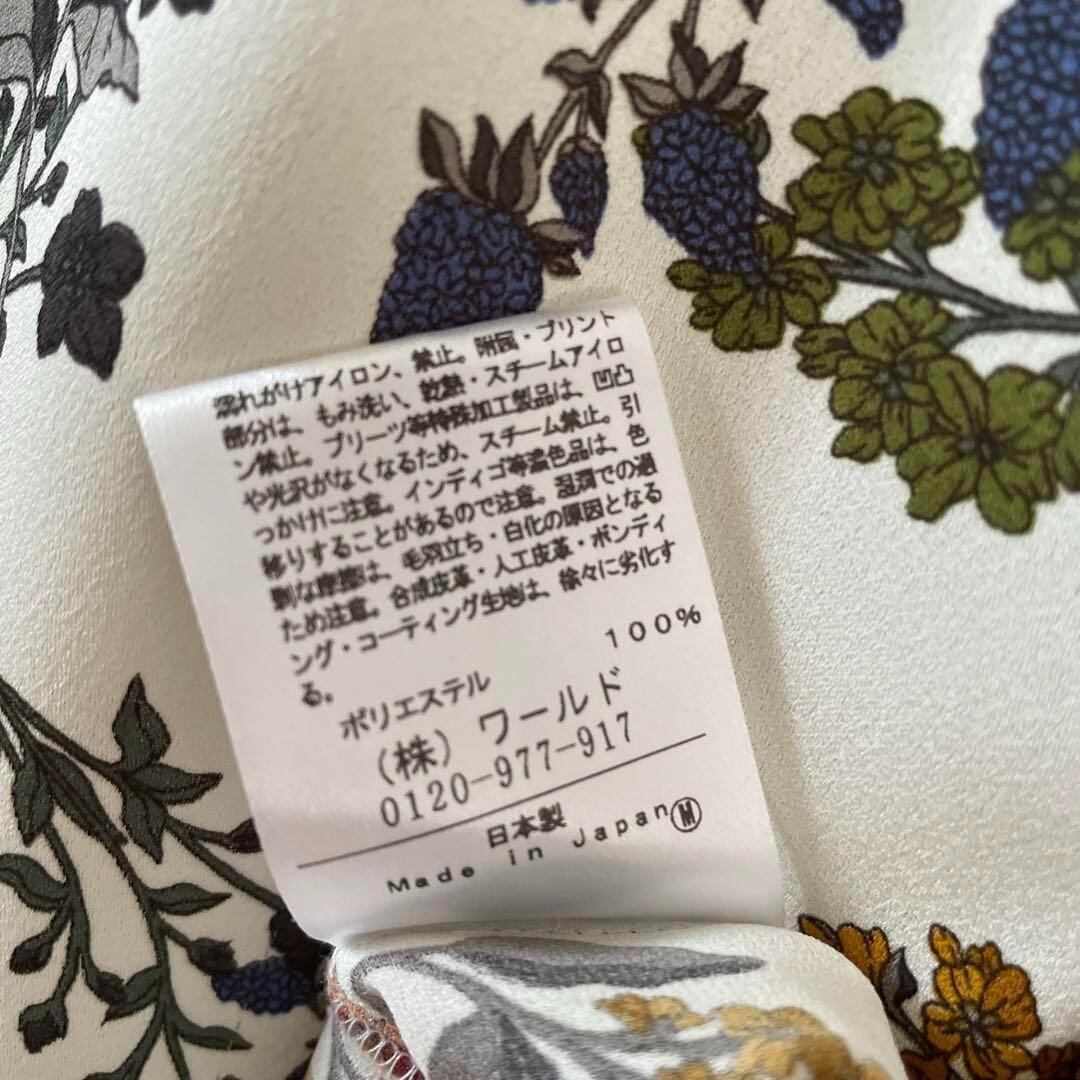 濡れがけアイロン、禁止。附属・プリント
部分は、もみ洗い、乾熱・スチームアイロ
ン禁止。プリーツ等特殊加工製品は、凹凸
や光沢がなくなるため、スチーム禁止。引
っかけに注意。インディゴ等濃色品は、色
移りすることがあるので注意。湿潤での過
剰な摩擦は、毛羽立ち・白化の原因となる
ため注意。合成皮革・人工皮革・ボンディ
ング・コーティング生地は、徐々に劣化す
る。
ポリエステル 100%
(株) ワールド
0120-977-917
日本製
Made in Japan Ⓜ